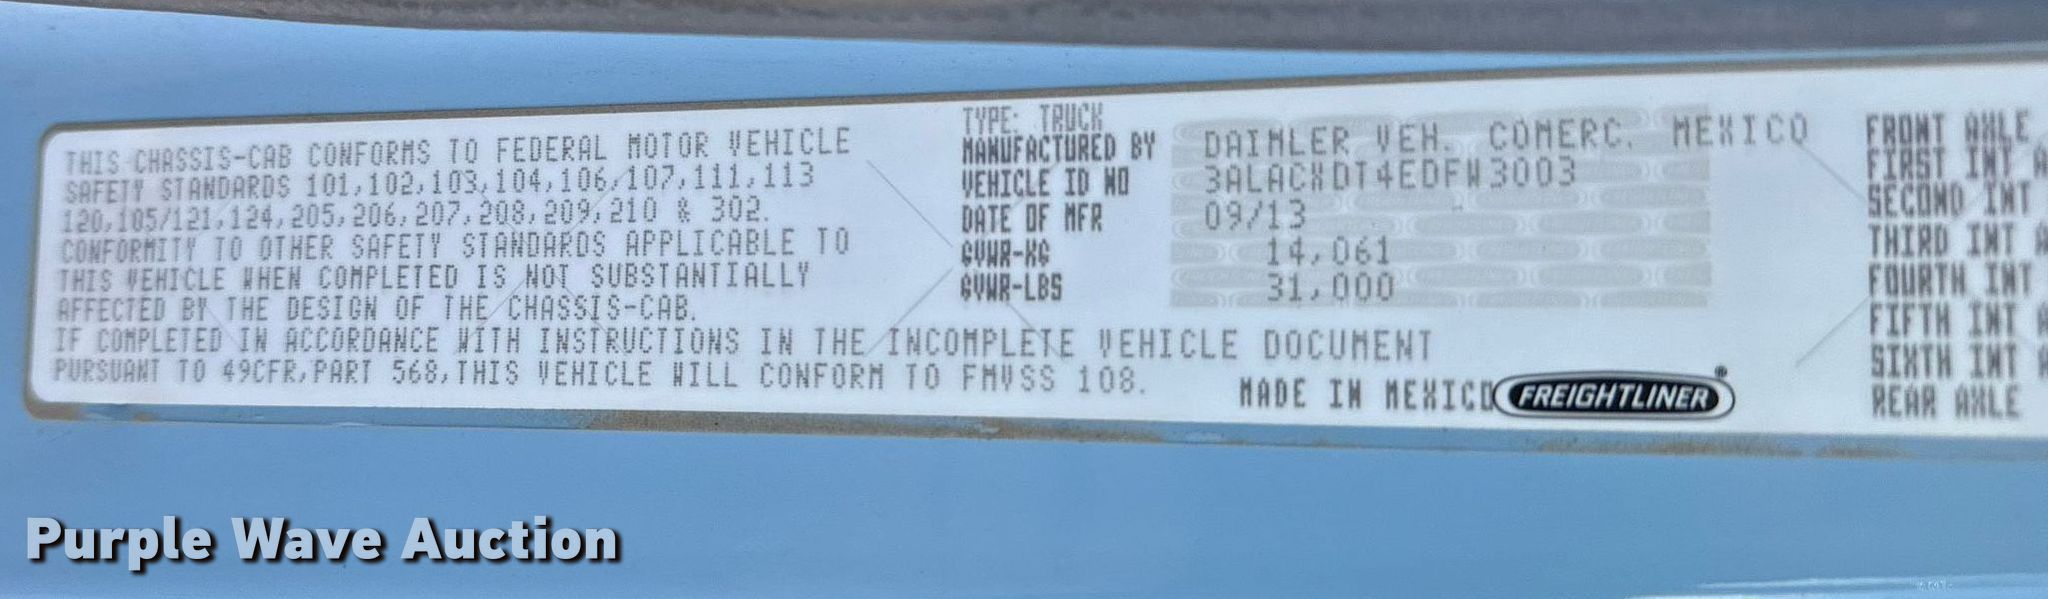 THIS CHASSIS-CAB CONFORMS TO FEDERAL MOTOR VEHICLE
SAFETY STANDARDS 101,102,103,104,106,107,111,113
120,105/121,124,205,206,207,208,209,210 & 302.
CONFORMITY TO OTHER SAFETY STANDARDS APPLICABLE TO
THIS VEHICLE WHEN COMPLETED IS NOT SUBSTANTIALLY
AFFECTED BY THE DESIGN OF THE CHASSIS-CAB.
IF COMPLETED IN ACCORDANCE WITH INSTRUCTIONS IN THE INCOMPLETE VEHICLE DOCUMENT
PURSUANT TO 49CFR,PART 568,THIS VEHICLE WILL CONFORM TO FMVSS 108.
TYPE: TRUCK
MANUFACTURED BY DAIMLER VEH. COMERC. MEXICO
VEHICLE ID NO 3ALACXDT4EDFW3003
DATE OF MFR 09/13
GVWR-KG 14,061
GVWR-LBS 31,000
MADE IN MEXICO FREIGHTLINER®
FRONT AXLE
FIRST INT A
SECOND INT
THIRD INT A
FOURTH INT
FIFTH INT A
SIXTH INT A
REAR AXLE
Purple Wave Auction